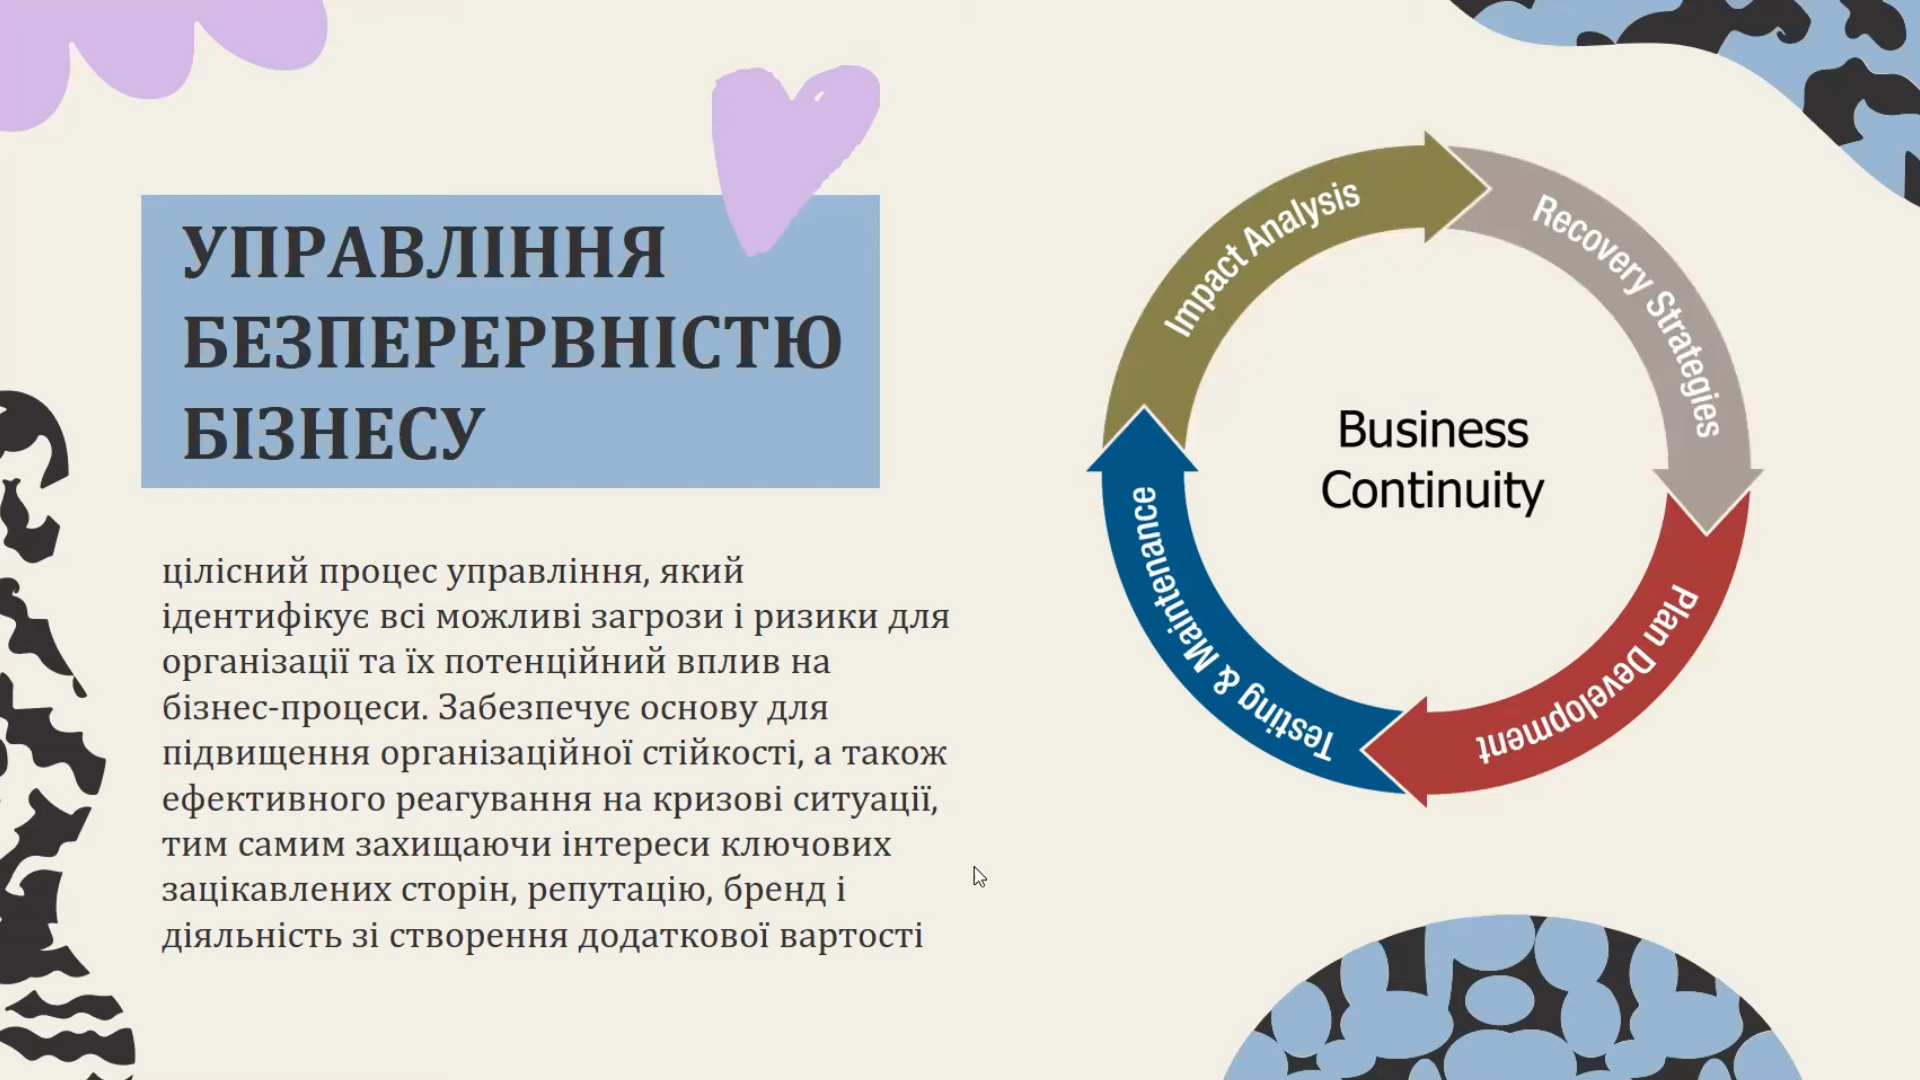 УПРАВЛІННЯ
БЕЗПЕРЕРВНІСТЮ
БІЗНЕСУ
цілісний процес управління, який
ідентифікує всі можливі загрози і ризики для
організації та їх потенційний вплив на
бізнес-процеси. Забезпечує основу для
підвищення організаційної стійкості, а також
ефективного реагування на кризові ситуації,
тим самим захищаючи інтереси ключових
зацікавлених сторін, репутацію, бренд і
діяльність зі створення додаткової вартості
Impact Analysis
Recovery Strategies
Plan Development
Testing & Maintenance
Business
Continuity